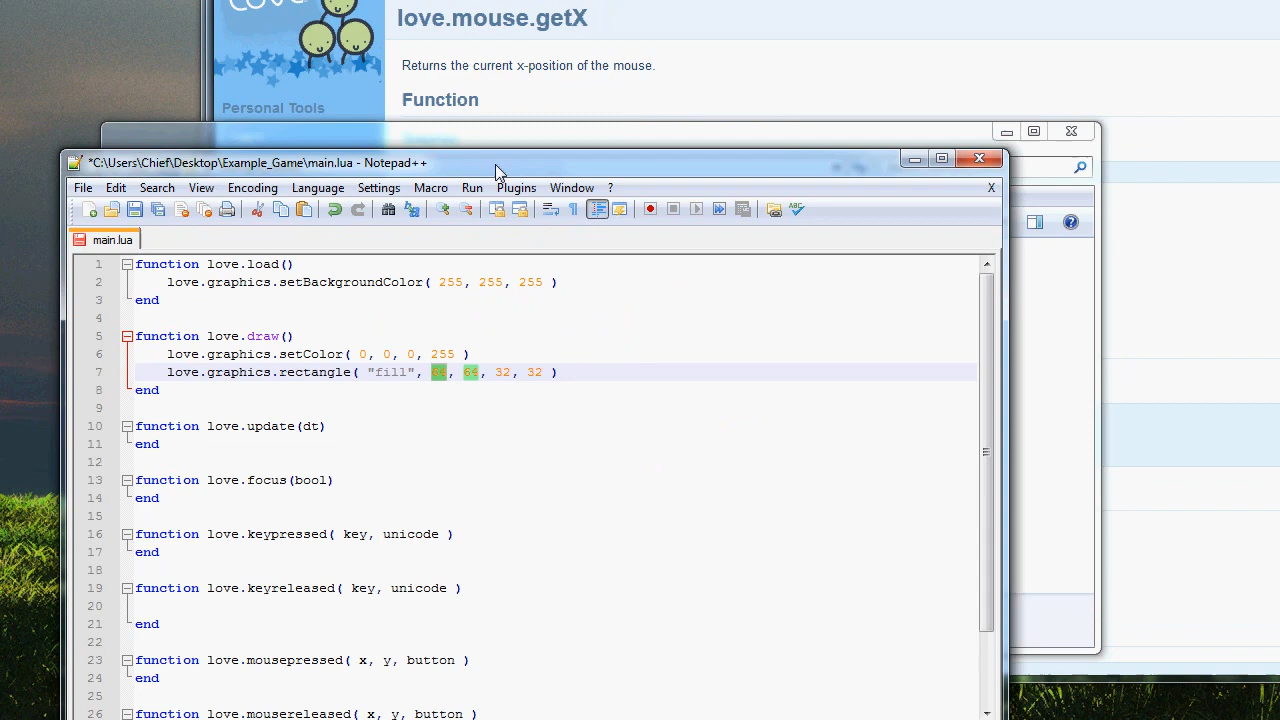 love.mouse.getX
Returns the current x-position of the mouse.
Personal Tools
Function
*C:\Users\Chief\Desktop\Example_Game\main.lua - Notepad++
File Edit Search View Encoding Language Settings Macro Run Plugins Window ? X
main.lua
1 function love.load()
2 love.graphics.setBackgroundColor( 255, 255, 255 )
3 end
4
5 function love.draw()
6 love.graphics.setColor( 0, 0, 0, 255 )
7 love.graphics.rectangle( "fill", 64, 64, 32, 32 )
8 end
9
10 function love.update(dt)
11 end
12
13 function love.focus(bool)
14 end
15
16 function love.keypressed( key, unicode )
17 end
18
19 function love.keyreleased( key, unicode )
20
21 end
22
23 function love.mousepressed( x, y, button )
24 end
25
26 function love.mousereleased( x, y, button )